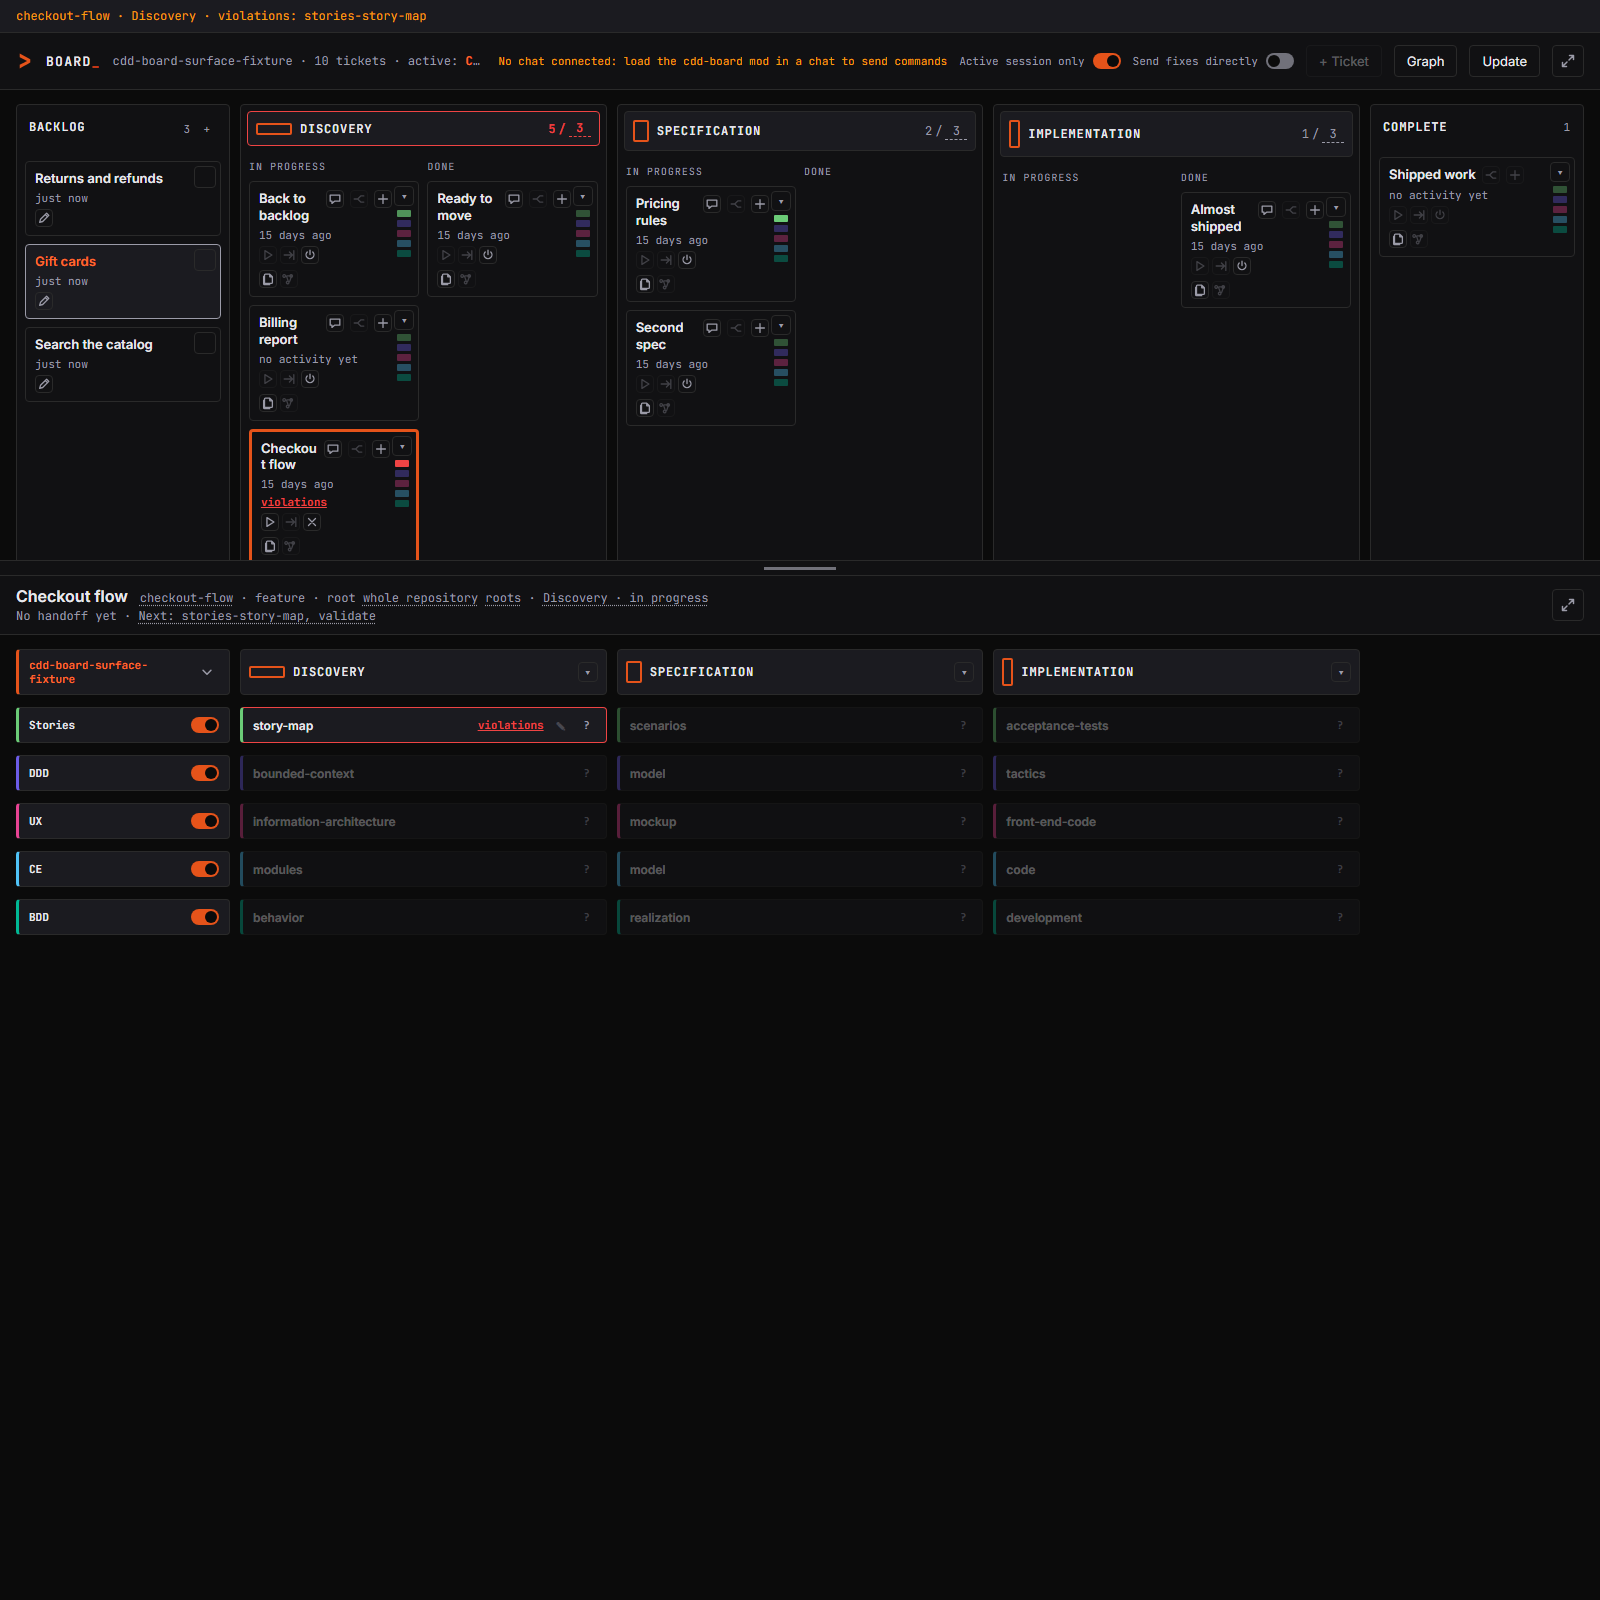 checkout-flow · Discovery · violations: stories-story-map
> BOARD_ cdd-board-surface-fixture · 10 tickets · active: C… No chat connected: load the cdd-board mod in a chat to send commands Active session only Send fixes directly + Ticket Graph Update
BACKLOG 3 +
Returns and refunds
just now
Gift cards
just now
Search the catalog
just now
DISCOVERY 5 / 3
IN PROGRESS DONE
Back to
backlog
15 days ago
Billing
report
no activity yet
Checkou
t flow
15 days ago
violations
Ready to
move
15 days ago
SPECIFICATION 2 / 3
IN PROGRESS DONE
Pricing
rules
15 days ago
Second
spec
15 days ago
IMPLEMENTATION 1 / 3
IN PROGRESS DONE
Almost
shipped
15 days ago
COMPLETE 1
Shipped work
no activity yet
Checkout flow checkout-flow · feature · root whole repository roots · Discovery · in progress
No handoff yet · Next: stories-story-map, validate
cdd-board-surface-
fixture
DISCOVERY SPECIFICATION IMPLEMENTATION
Stories story-map violations ? scenarios ? acceptance-tests ?
DDD bounded-context ? model ? tactics ?
UX information-architecture ? mockup ? front-end-code ?
CE modules ? model ? code ?
BDD behavior ? realization ? development ?